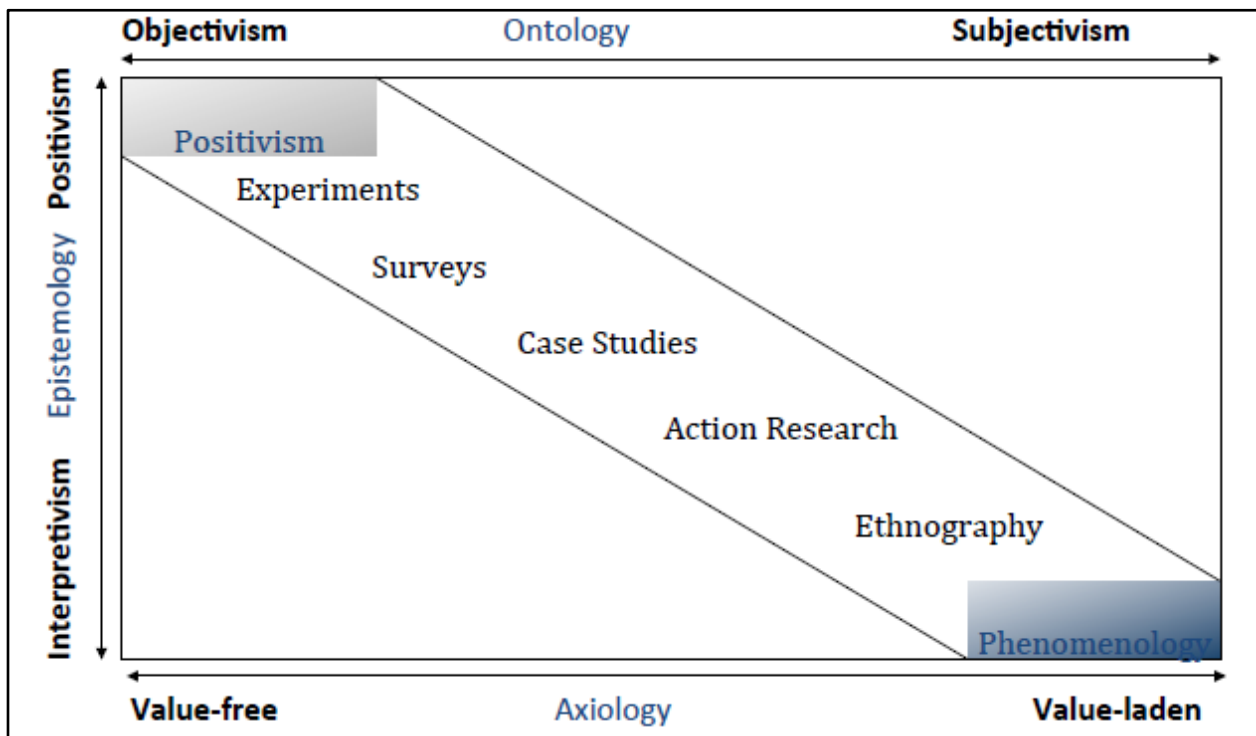 Objectivism Ontology Subjectivism
Positivism
Epistemology
Interpretivism
Positivism
Experiments
Surveys
Case Studies
Action Research
Ethnography
Phenomenology
Value-free Axiology Value-laden